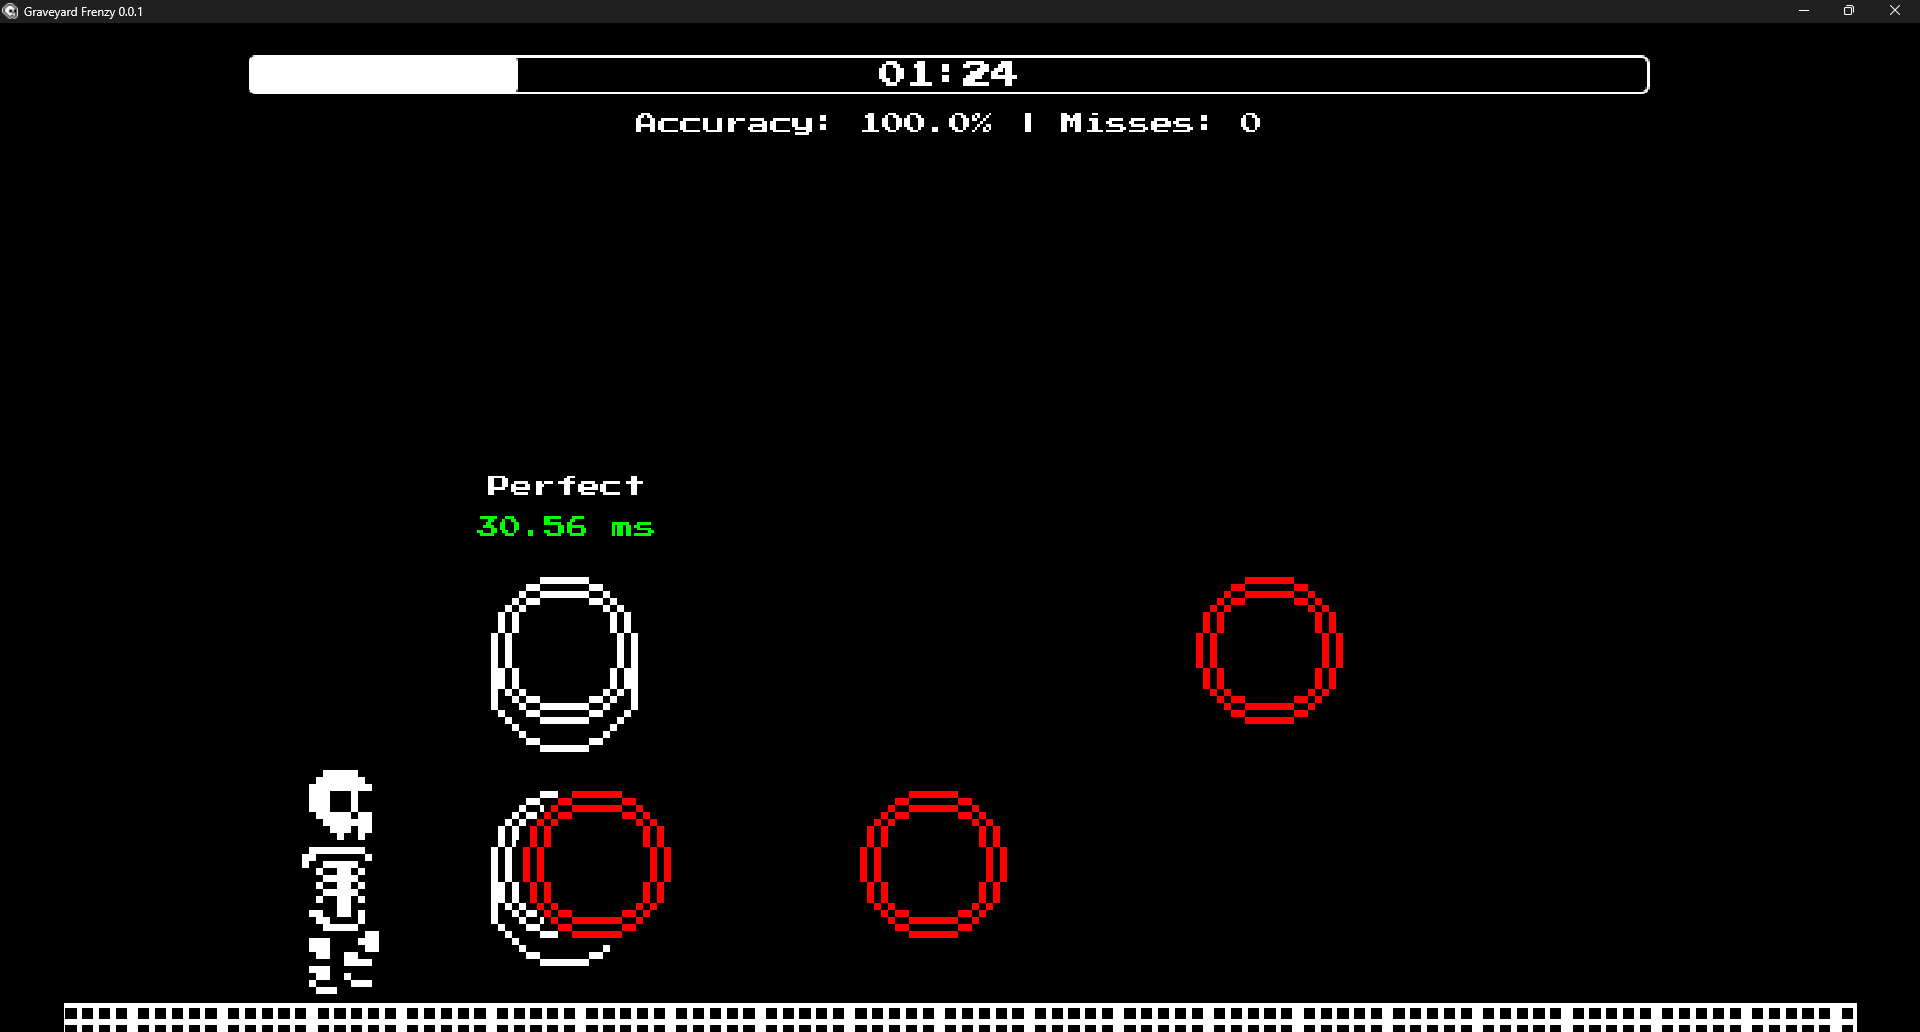 Graveyard Frenzy 0.0.1
01:24
Accuracy: 100.0% | Misses: 0
Perfect
30.56 ms